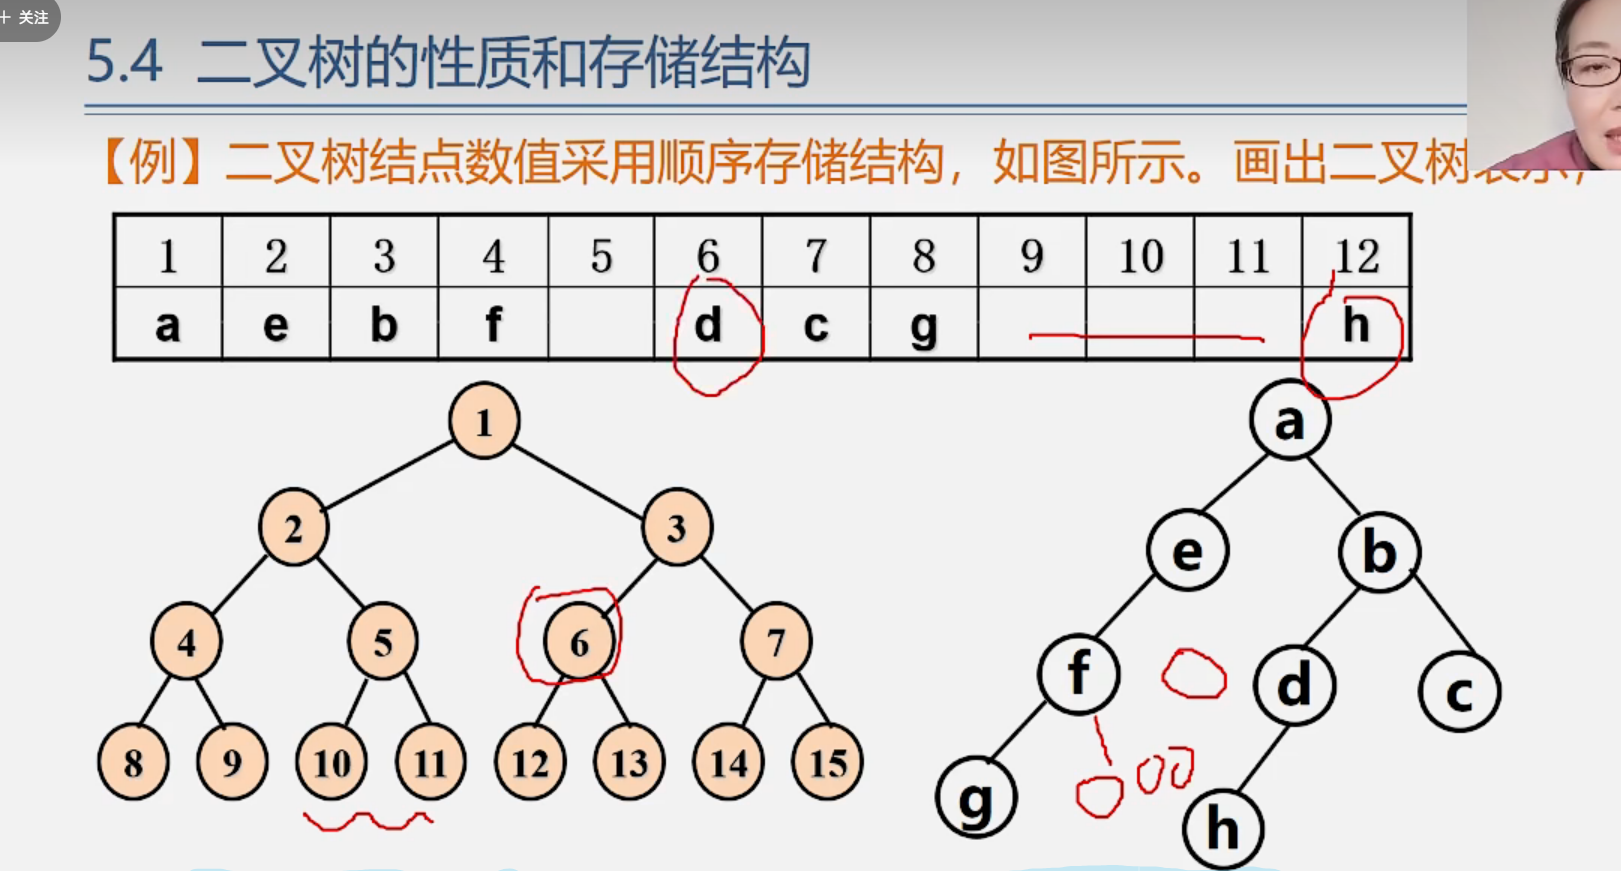 + 关注
5.4 二叉树的性质和存储结构
【例】二叉树结点数值采用顺序存储结构，如图所示。画出二叉树表示，
1 2 3 4 5 6 7 8 9 10 11 12
a e b f d c g h
1
2 3
4 5 6 7
8 9 10 11 12 13 14 15
a
e b
f d c
g h